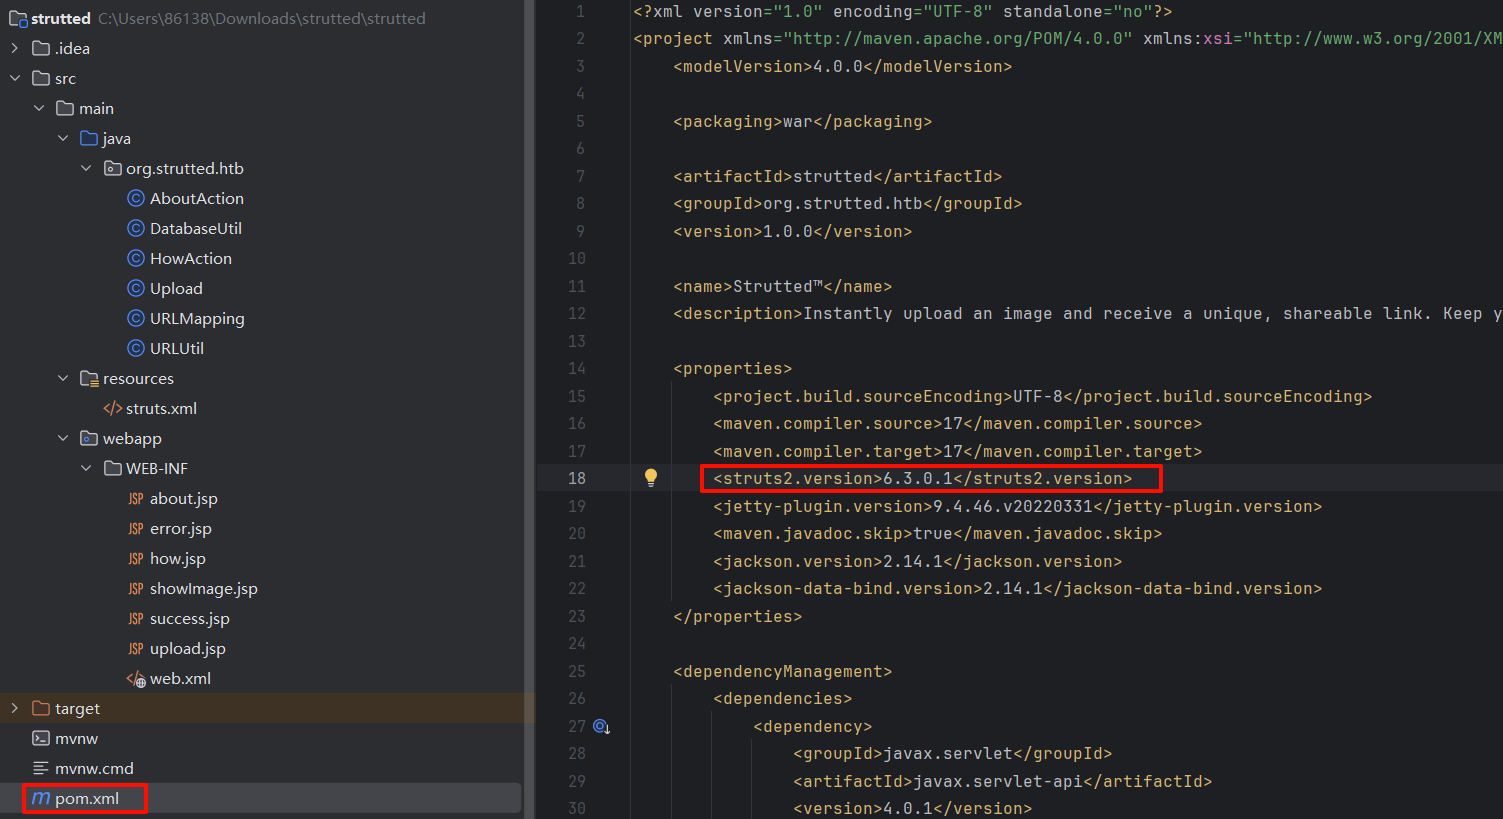 strutted C:\Users\86138\Downloads\strutted\strutted
.idea
src
main
java
org.strutted.htb
AboutAction
DatabaseUtil
HowAction
Upload
URLMapping
URLUtil
resources
struts.xml
webapp
WEB-INF
JSP about.jsp
JSP error.jsp
JSP how.jsp
JSP showImage.jsp
JSP success.jsp
JSP upload.jsp
web.xml
target
mvnw
mvnw.cmd
m pom.xml
1 <?xml version="1.0" encoding="UTF-8" standalone="no"?>
2 <project xmlns="http://maven.apache.org/POM/4.0.0" xmlns:xsi="http://www.w3.org/2001/XM
3 <modelVersion>4.0.0</modelVersion>
4
5 <packaging>war</packaging>
6
7 <artifactId>strutted</artifactId>
8 <groupId>org.strutted.htb</groupId>
9 <version>1.0.0</version>
10
11 <name>Strutted™</name>
12 <description>Instantly upload an image and receive a unique, shareable link. Keep y
13
14 <properties>
15 <project.build.sourceEncoding>UTF-8</project.build.sourceEncoding>
16 <maven.compiler.source>17</maven.compiler.source>
17 <maven.compiler.target>17</maven.compiler.target>
18 <struts2.version>6.3.0.1</struts2.version>
19 <jetty-plugin.version>9.4.46.v20220331</jetty-plugin.version>
20 <maven.javadoc.skip>true</maven.javadoc.skip>
21 <jackson.version>2.14.1</jackson.version>
22 <jackson-data-bind.version>2.14.1</jackson-data-bind.version>
23 </properties>
24
25 <dependencyManagement>
26 <dependencies>
27 <dependency>
28 <groupId>javax.servlet</groupId>
29 <artifactId>javax.servlet-api</artifactId>
30 <version>4.0.1</version>